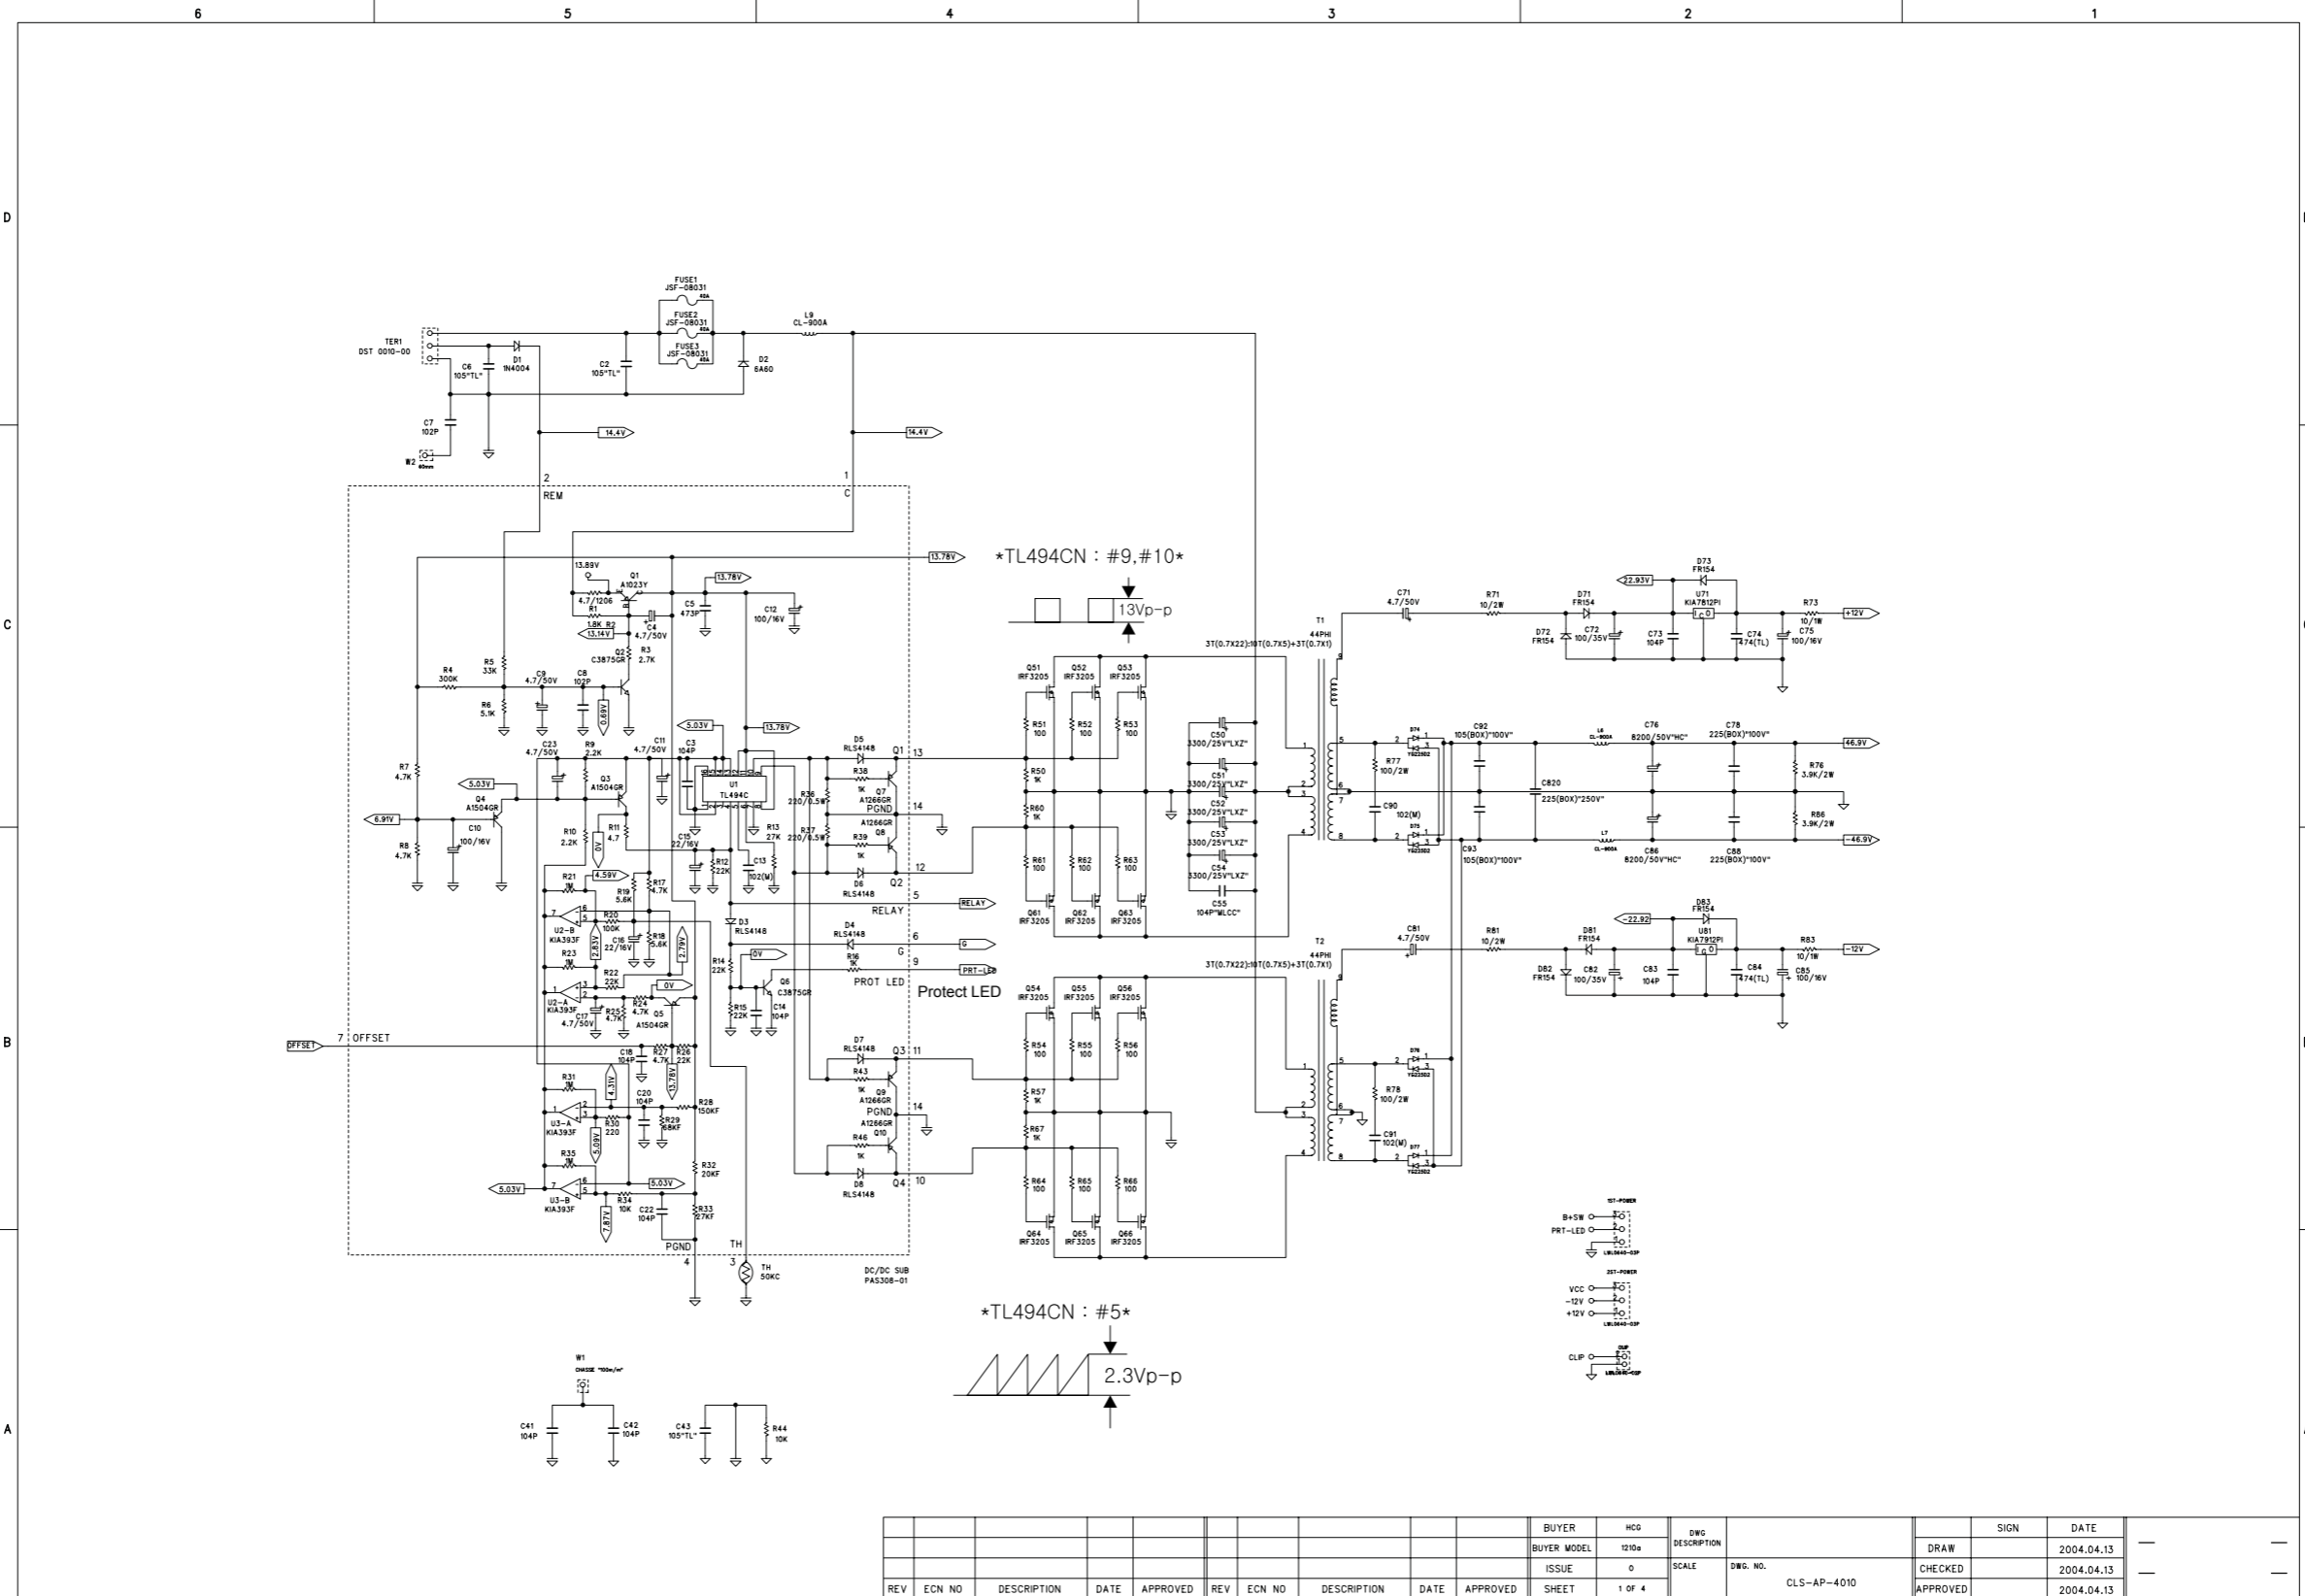 6 5 4 3 2 1
D
C
B
A
FUSE1
JSF-08031
40A
FUSE2
JSF-08031
40A
FUSE3
JSF-08031
40A
L9
CL-900A
TER1
DST 0010-00
C6
105"TL"
D1
1N4004
C2
105"TL"
D2
6A60
C7
102P
W2
60mm
14.4V
14.4V
2
REM
1
C
13.78V
13.89V
Q1
A1023Y
E
B
C
4.7/1206
R1
1.8K R2
13.14V
C4
4.7/50V
C5
473P
13.78V
C12
100/16V
Q2
C3875GR
R3
2.7K
R4
300K
R5
33K
R6
5.1K
C9
4.7/50V
C8
102P
0.69V
5.03V
13.78V
C23
4.7/50V
R9
2.2K
C11
4.7/50V
C3
104P
Q3
A1504GR
U1
TL494C
R7
4.7K
5.03V
Q4
A1504GR
6.91V
R8
4.7K
C10
100/16V
R10
2.2K
0V
R11
4.7
C15
22/16V
R12
22K
C13
102(M)
R13
27K
D5
RLS4148
Q1 13
R38
1K
Q7
A1266GR
R36
220/0.5W
PGND 14
R37
220/0.5W
A1266GR
Q8
R39
1K
12
D6
RLS4148
Q2
R21
1M
4.59V
R19
5.6K
R17
4.7K
U2-B
KIA393F
R20
100K
2.83V
C16
22/16V
R18
5.6K
2.79V
5
RELAY
RELAY
D3
RLS4148
D4
RLS4148
6
G
G
R23
1M
R22
22K
U2-A
KIA393F
C17
4.7/50V
R25
4.7K
R24
4.7K
0V
Q5
A1504GR
R14
22K
0V
R16
1K
9
PRT-LED
PROT LED
Protect LED
Q6
C3875GR
R15
22K
C14
104P
OFFSET
7 OFFSET
C18
104P
R27
4.7K
R26
22K
13.78V
R31
1M
4.31V
C20
104P
R28
150KF
R29
68KF
U3-A
KIA393F
R30
220
5.09V
R35
1M
R32
20KF
5.03V
U3-B
KIA393F
5.03V
R34
10K
7.87V
C22
104P
R33
27KF
D7
RLS4148
Q3 11
R43
1K
Q9
A1266GR
PGND 14
A1266GR
Q10
R46
1K
10
D8
RLS4148
Q4
PGND
4
TH
3
TH
50KC
DC/DC SUB
PAS308-01
*TL494CN : #9,#10*
13Vp-p
Q51
IRF3205
Q52
IRF3205
Q53
IRF3205
R51
100
R52
100
R53
100
R50
1K
R60
1K
R61
100
R62
100
R63
100
Q61
IRF3205
Q62
IRF3205
Q63
IRF3205
C50
3300/25V"LXZ"
C51
3300/25V"LXZ"
C52
3300/25V"LXZ"
C53
3300/25V"LXZ"
C54
3300/25V"LXZ"
C55
104P"MLCC"
T1
44PHI
3T(0.7X22):10T(0.7X5)+3T(0.7X1)
T2
44PHI
3T(0.7X22):10T(0.7X5)+3T(0.7X1)
Q54
IRF3205
Q55
IRF3205
Q56
IRF3205
R54
100
R55
100
R56
100
R57
1K
R67
1K
R64
100
R65
100
R66
100
Q64
IRF3205
Q65
IRF3205
Q66
IRF3205
C71
4.7/50V
R71
10/2W
D71
FR154
D72
FR154
C72
100/35V
22.93V
D73
FR154
C73
104P
U71
KIA7812PI
C74
474(TL)
R73
10/1W
C75
100/16V
+12V
R77
100/2W
C90
102(M)
D74
YG225D2
D75
YG225D2
C92
105(BOX)"100V"
C93
105(BOX)"100V"
C820
225(BOX)"250V"
L6
CL-900A
L7
CL-900A
C76
8200/50V"HC"
C78
225(BOX)"100V"
R76
3.9K/2W
R86
3.9K/2W
C86
8200/50V"HC"
C88
225(BOX)"100V"
46.9V
-46.9V
C81
4.7/50V
R81
10/2W
D81
FR154
D82
FR154
C82
100/35V
-22.92
D83
FR154
C83
104P
U81
KIA7912PI
C84
474(TL)
R83
10/1W
C85
100/16V
-12V
R78
100/2W
C91
102(M)
D76
YG225D2
D77
YG225D2
1ST-POWER
B+SW
PRT-LED
LWL0640-03P
2ST-POWER
VCC
-12V
+12V
LWL0640-03P
CLIP
CLIP
*TL494CN : #5*
2.3Vp-p
W1
CHASSE "100m/m"
C41
104P
C42
104P
C43
105"TL"
R44
10K
BUYER HCG
BUYER MODEL 1210a
ISSUE 0
SHEET 1 OF 4
DWG DESCRIPTION
SCALE DWG. NO.
CLS-AP-4010
SIGN DATE
DRAW 2004.04.13
CHECKED 2004.04.13
APPROVED 2004.04.13
REV ECN NO DESCRIPTION DATE APPROVED REV ECN NO DESCRIPTION DATE APPROVED